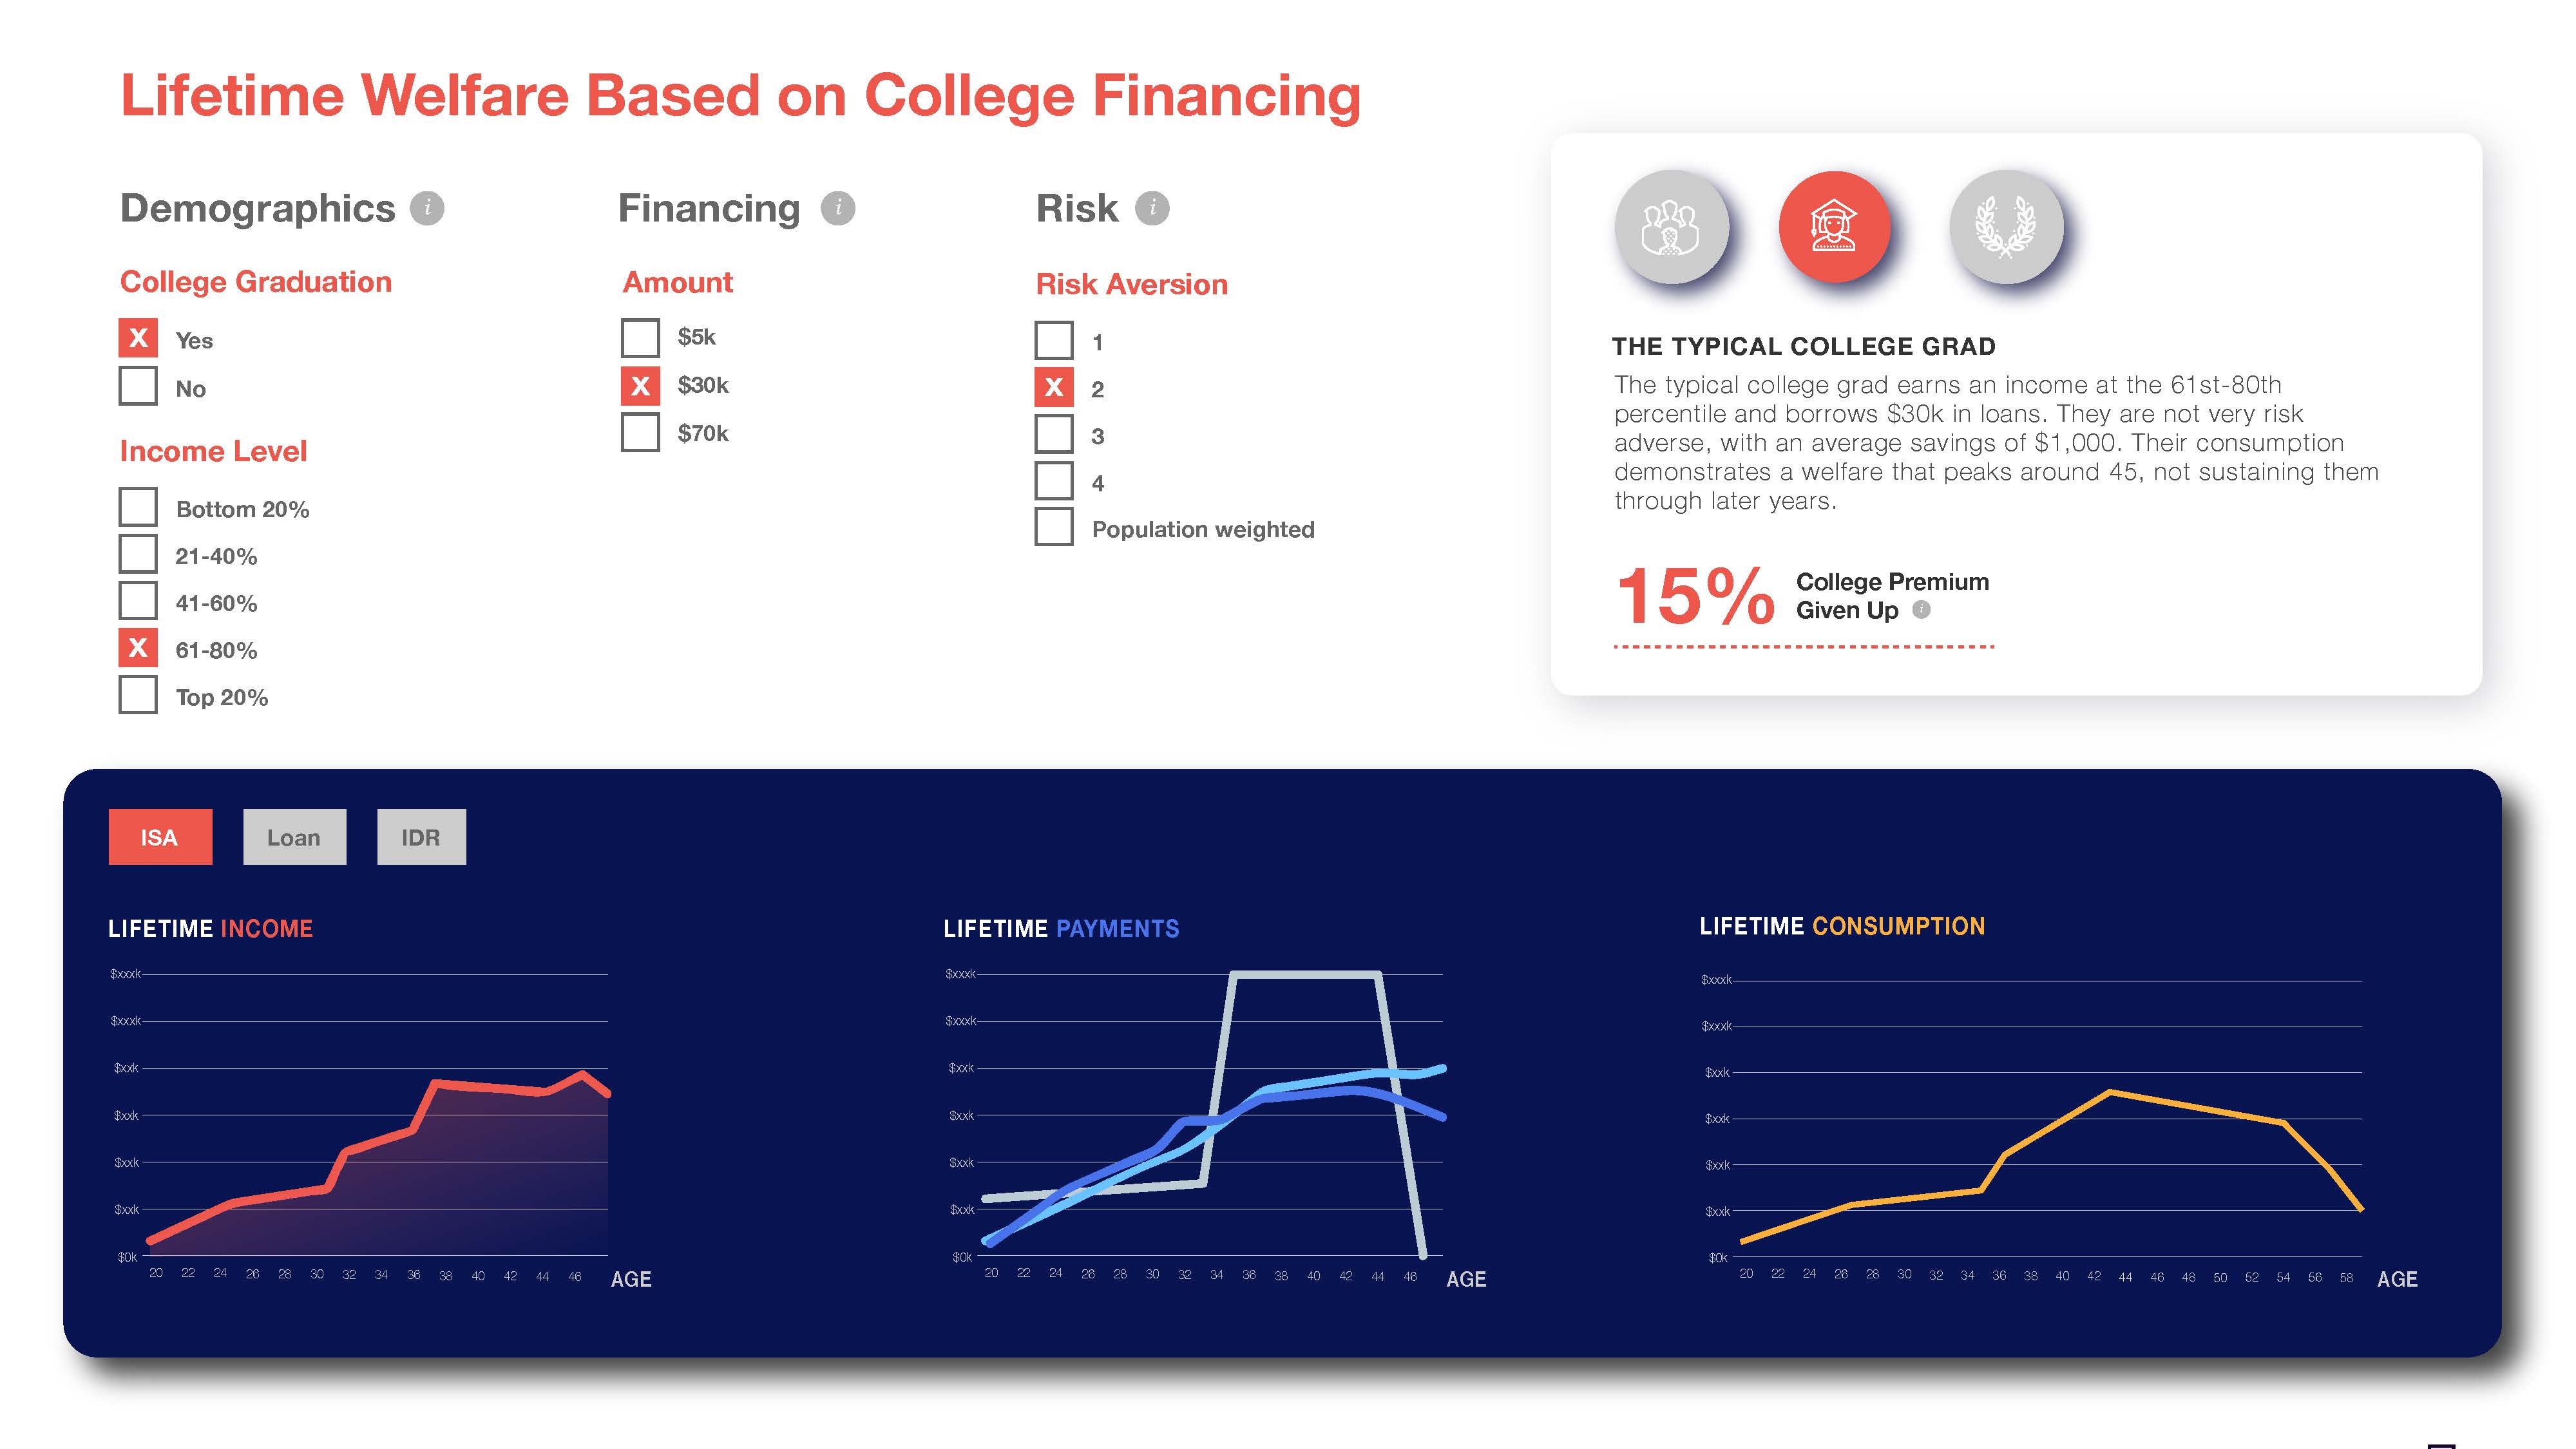 Lifetime Welfare Based on College Financing
Demographics i
College Graduation
X Yes
No
Income Level
Bottom 20%
21-40%
41-60%
X 61-80%
Top 20%
Financing i
Amount
$5k
X $30k
$70k
Risk i
Risk Aversion
1
X 2
3
4
Population weighted
THE TYPICAL COLLEGE GRAD
The typical college grad earns an income at the 61st-80th
percentile and borrows $30k in loans. They are not very risk
adverse, with an average savings of $1,000. Their consumption
demonstrates a welfare that peaks around 45, not sustaining them
through later years.
15% College Premium
Given Up i
ISA Loan IDR
LIFETIME INCOME
$xxxk
$xxxk
$xxk
$xxk
$xxk
$xxk
$0k
20 22 24 26 28 30 32 34 36 38 40 42 44 46 AGE
LIFETIME PAYMENTS
$xxxk
$xxxk
$xxk
$xxk
$xxk
$xxk
$0k
20 22 24 26 28 30 32 34 36 38 40 42 44 46 AGE
LIFETIME CONSUMPTION
$xxxk
$xxxk
$xxk
$xxk
$xxk
$xxk
$0k
20 22 24 26 28 30 32 34 36 38 40 42 44 46 48 50 52 54 56 58 AGE